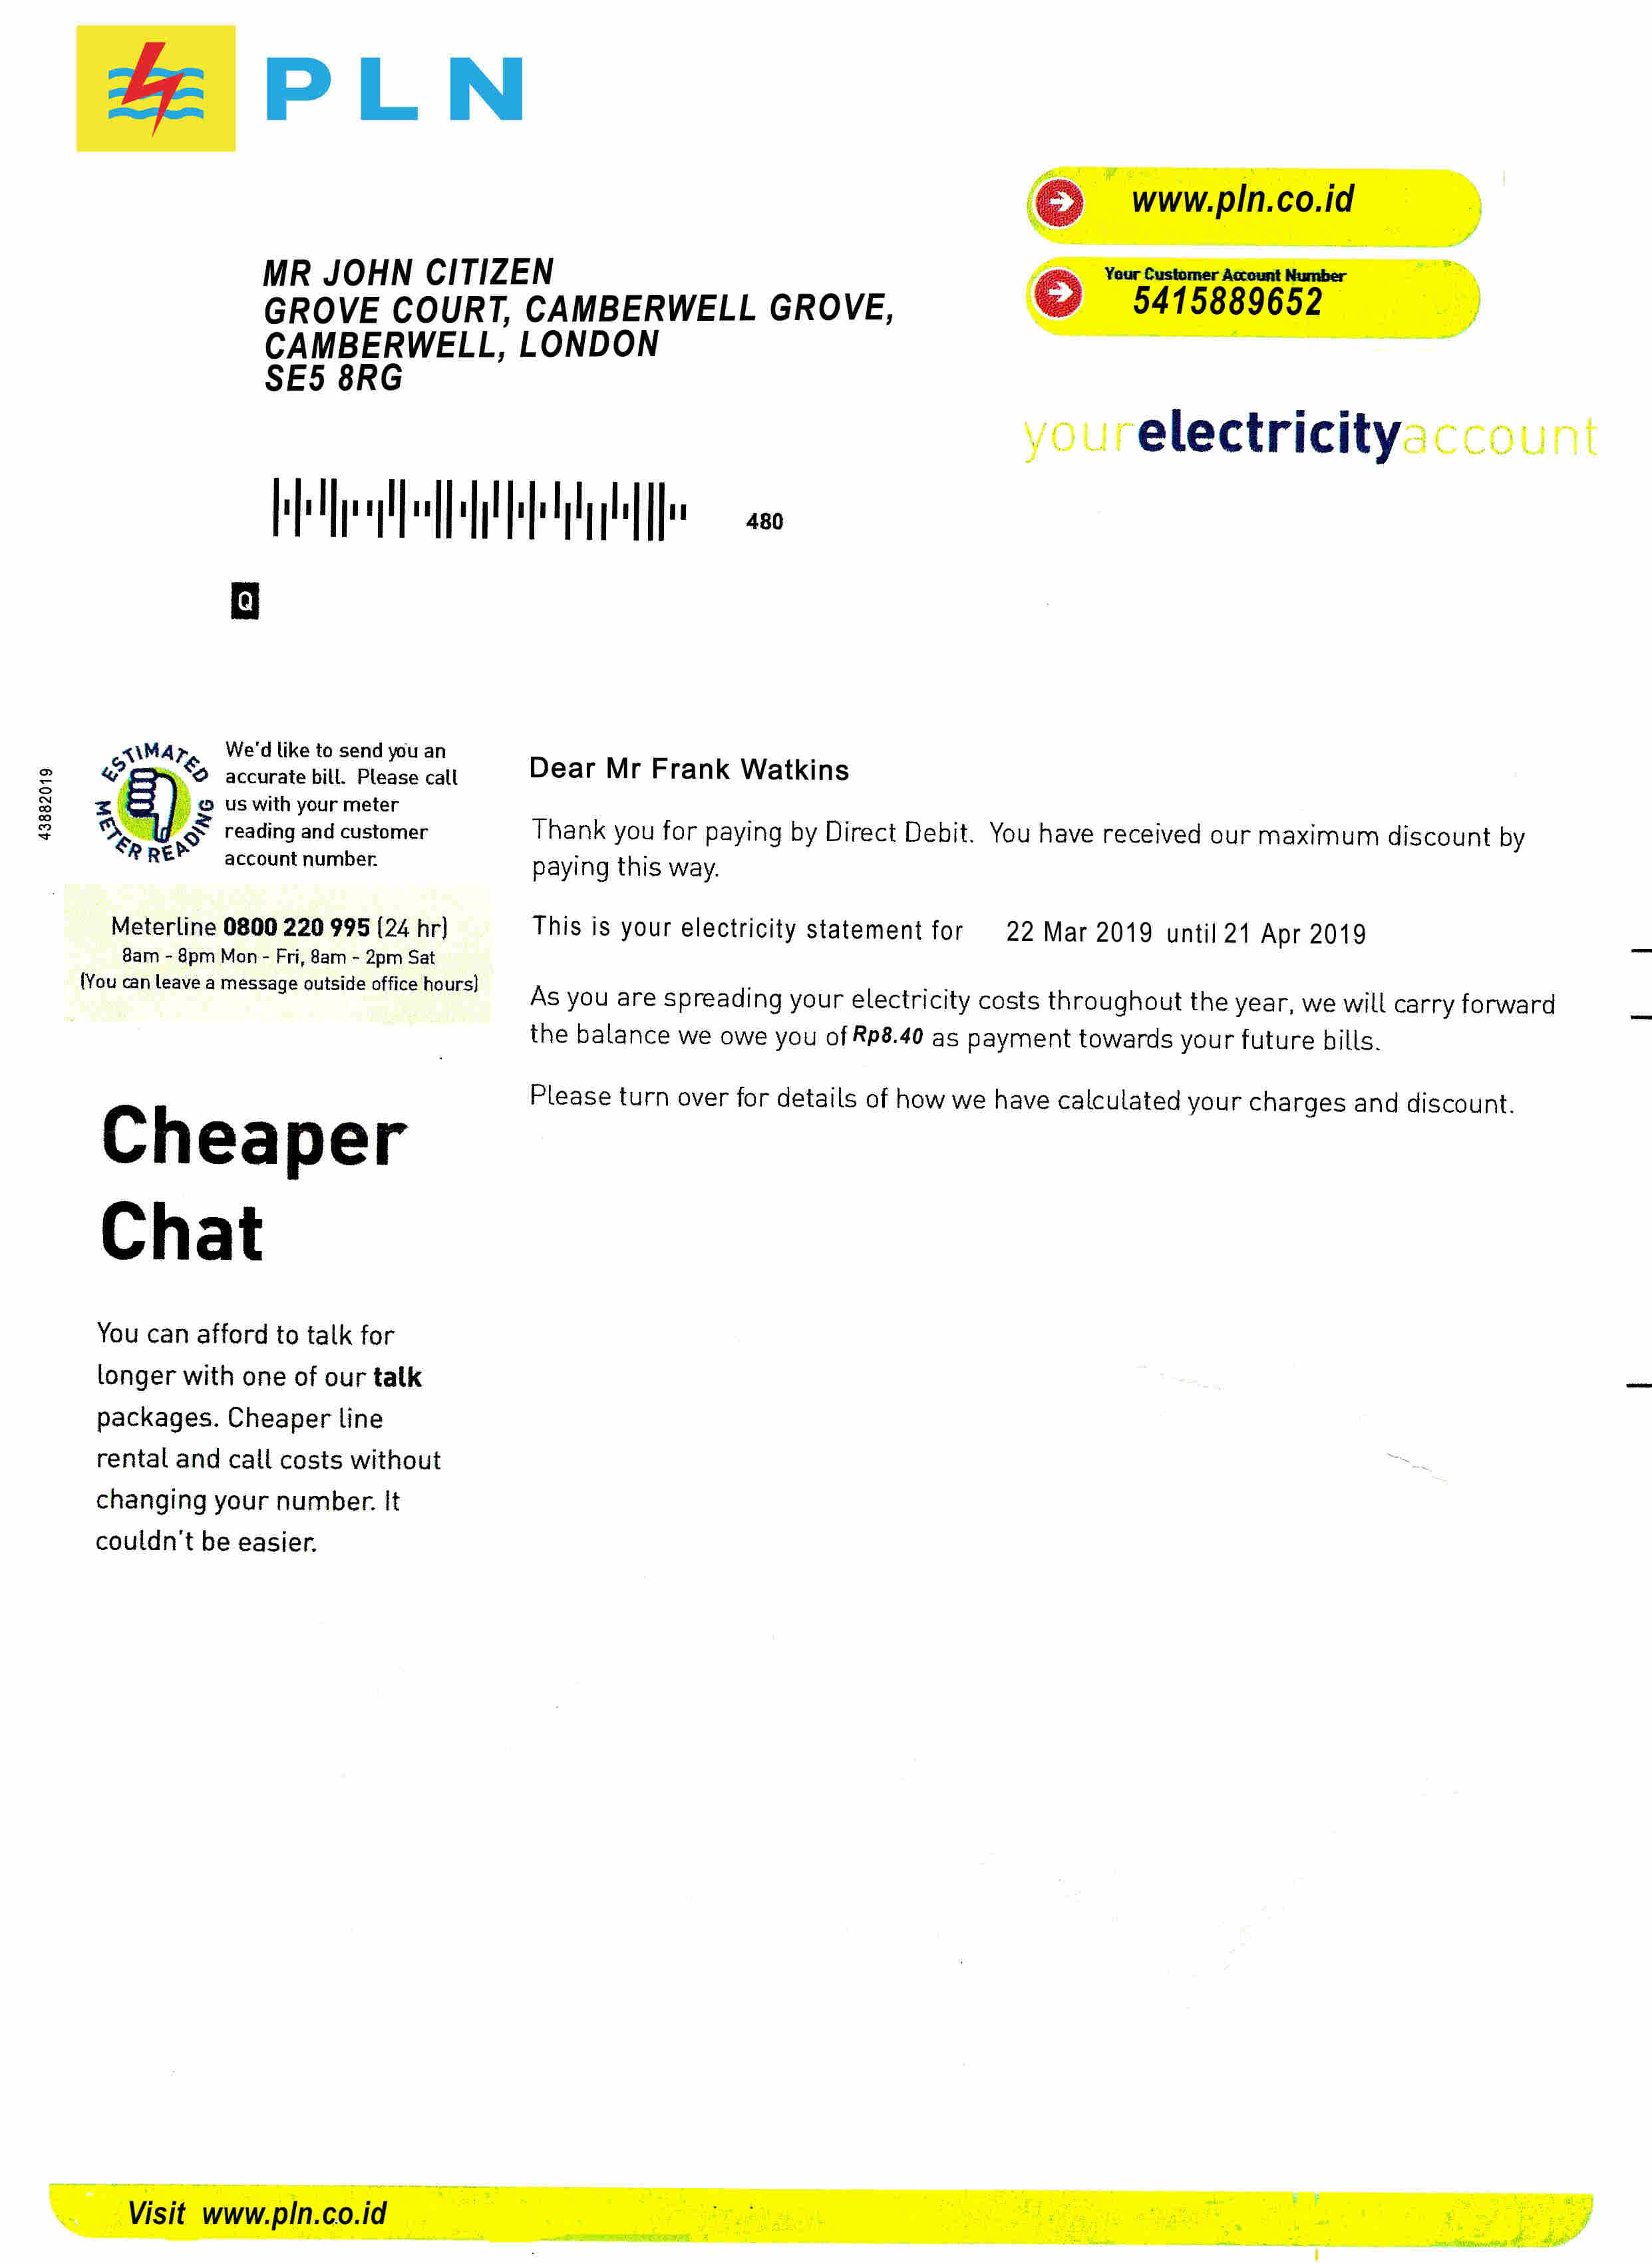 PLN
www.pln.co.id
Your Customer Account Number
5415889652
MR JOHN CITIZEN
GROVE COURT, CAMBERWELL GROVE,
CAMBERWELL, LONDON
SE5 8RG
yourelectricityaccount
480
Q
43882019
ESTIMATED METER READING
We'd like to send you an
accurate bill. Please call
us with your meter
reading and customer
account number.
Meterline 0800 220 995 (24 hr)
8am - 8pm Mon - Fri, 8am - 2pm Sat
(You can leave a message outside office hours)
Dear Mr Frank Watkins
Thank you for paying by Direct Debit. You have received our maximum discount by
paying this way.
This is your electricity statement for 22 Mar 2019 until 21 Apr 2019
As you are spreading your electricity costs throughout the year, we will carry forward
the balance we owe you of Rp8.40 as payment towards your future bills.
Please turn over for details of how we have calculated your charges and discount.
Cheaper
Chat
You can afford to talk for
longer with one of our talk
packages. Cheaper line
rental and call costs without
changing your number. It
couldn't be easier.
Visit www.pln.co.id